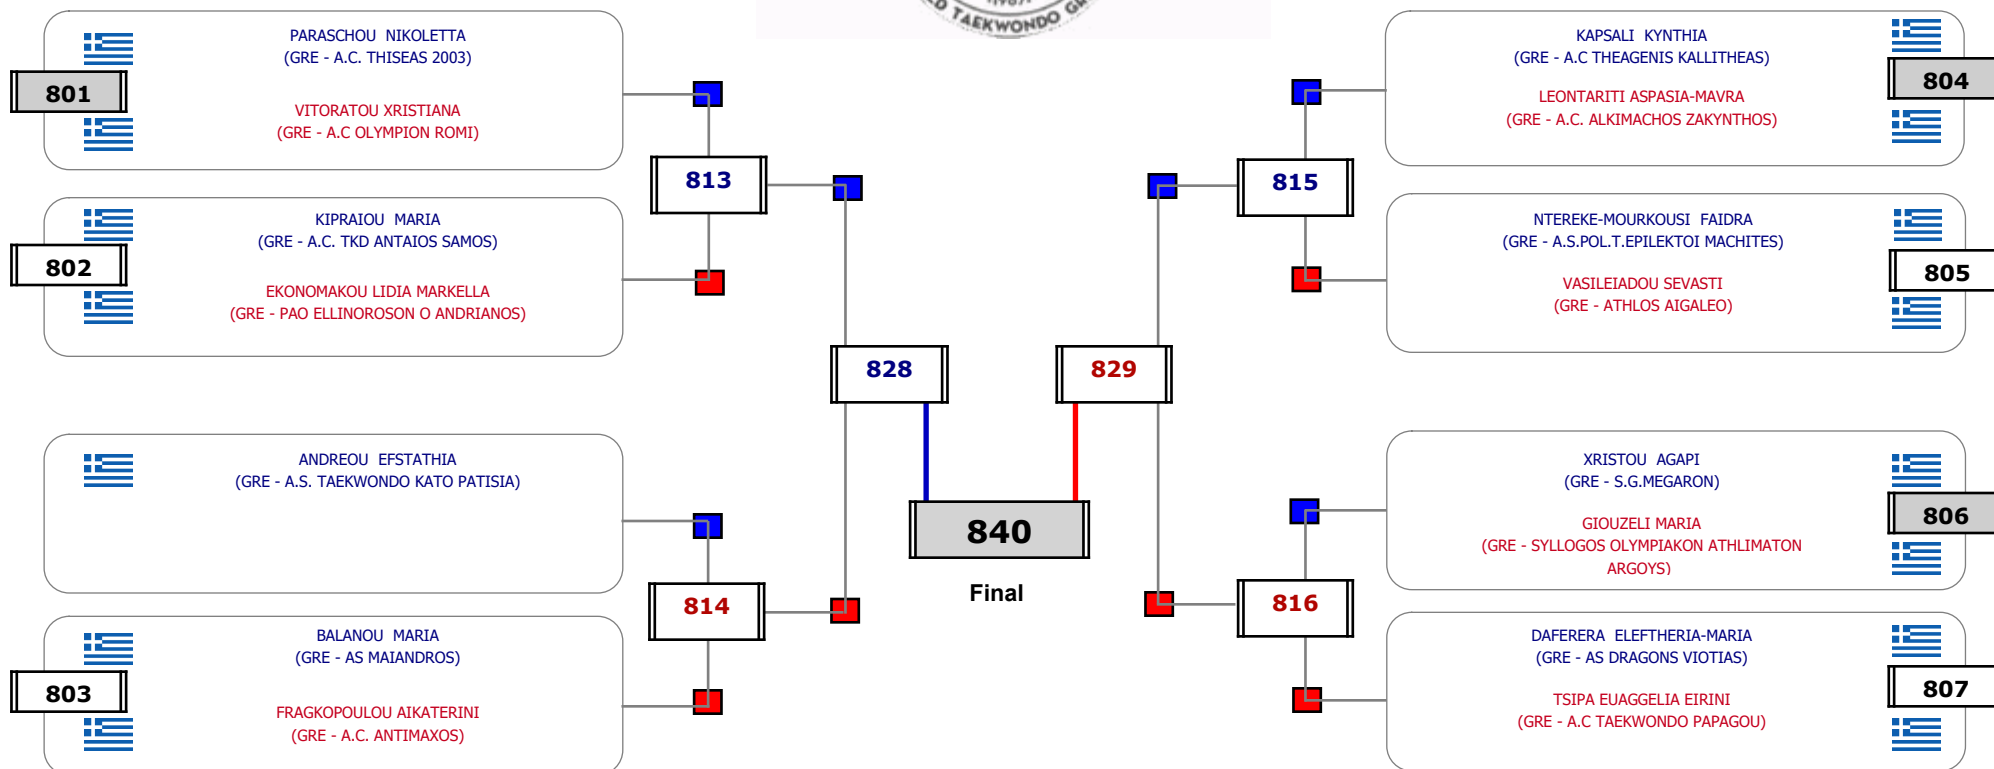 TAEKWONDO
PARASCHOU NIKOLETTA
(GRE - A.C. THISEAS 2003)
801
VITORATOU XRISTIANA
(GRE - A.C OLYMPION ROMI)
KIPRAIOU MARIA
(GRE - A.C. TKD ANTAIOS SAMOS)
802
EKONOMAKOU LIDIA MARKELLA
(GRE - PAO ELLINOROSON O ANDRIANOS)
813
ANDREOU EFSTATHIA
(GRE - A.S. TAEKWONDO KATO PATISIA)
BALANOU MARIA
(GRE - AS MAIANDROS)
803
FRAGKOPOULOU AIKATERINI
(GRE - A.C. ANTIMAXOS)
814
828
840
Final
829
KAPSALI KYNTHIA
(GRE - A.C THEAGENIS KALLITHEAS)
804
LEONTARITI ASPASIA-MAVRA
(GRE - A.C. ALKIMACHOS ZAKYNTHOS)
815
NTEREKE-MOURKOUSI FAIDRA
(GRE - A.S.POL.T.EPILEKTOI MACHITES)
805
VASILEIADOU SEVASTI
(GRE - ATHLOS AIGALEO)
XRISTOU AGAPI
(GRE - S.G.MEGARON)
806
GIOUZELI MARIA
(GRE - SYLLOGOS OLYMPIAKON ATHLIMATON
ARGOYS)
816
DAFERERA ELEFTHERIA-MARIA
(GRE - AS DRAGONS VIOTIAS)
807
TSIPA EUAGGELIA EIRINI
(GRE - A.C TAEKWONDO PAPAGOU)